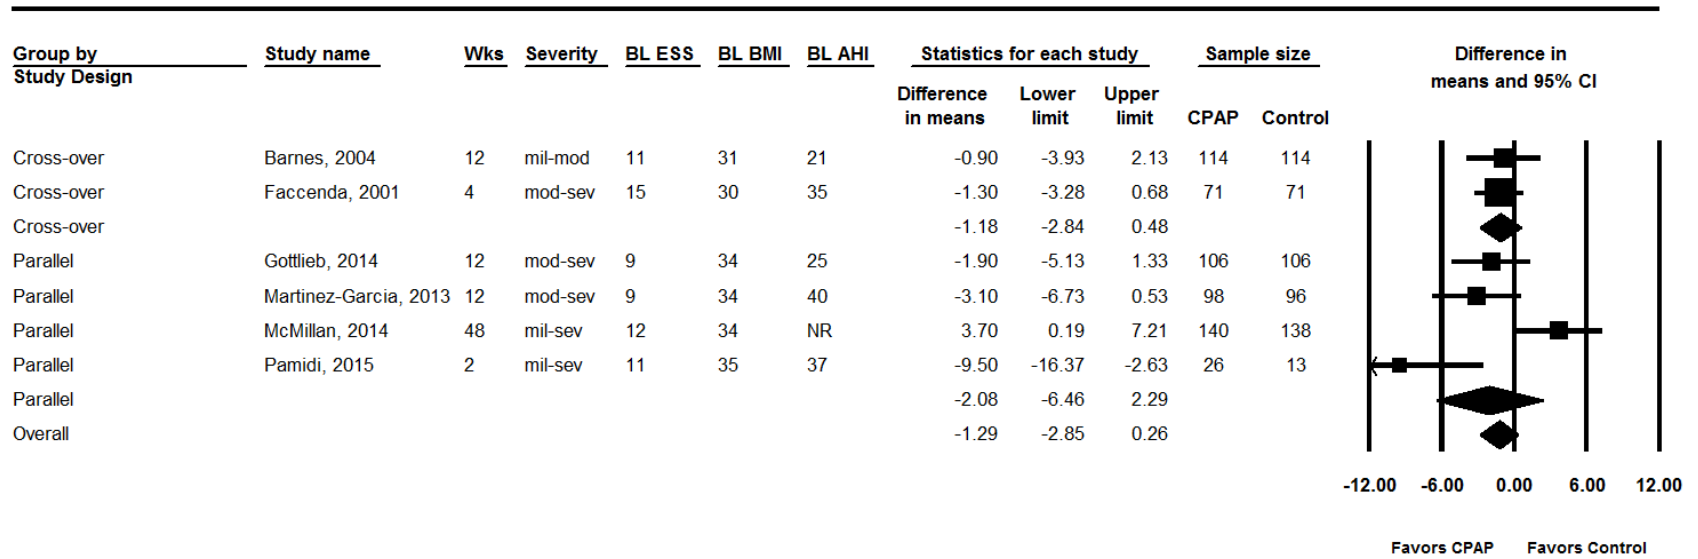 Group by Study Design Study name Wks Severity BL ESS BL BMI BL AHI Statistics for each study Sample size Difference in means and 95% CI
Difference in means Lower limit Upper limit CPAP Control
Cross-over Barnes, 2004 12 mil-mod 11 31 21 -0.90 -3.93 2.13 114 114
Cross-over Faccenda, 2001 4 mod-sev 15 30 35 -1.30 -3.28 0.68 71 71
Cross-over -1.18 -2.84 0.48
Parallel Gottlieb, 2014 12 mod-sev 9 34 25 -1.90 -5.13 1.33 106 106
Parallel Martinez-Garcia, 2013 12 mod-sev 9 34 40 -3.10 -6.73 0.53 98 96
Parallel McMillan, 2014 48 mil-sev 12 34 NR 3.70 0.19 7.21 140 138
Parallel Pamidi, 2015 2 mil-sev 11 35 37 -9.50 -16.37 -2.63 26 13
Parallel -2.08 -6.46 2.29
Overall -1.29 -2.85 0.26
-12.00 -6.00 0.00 6.00 12.00
Favors CPAP Favors Control